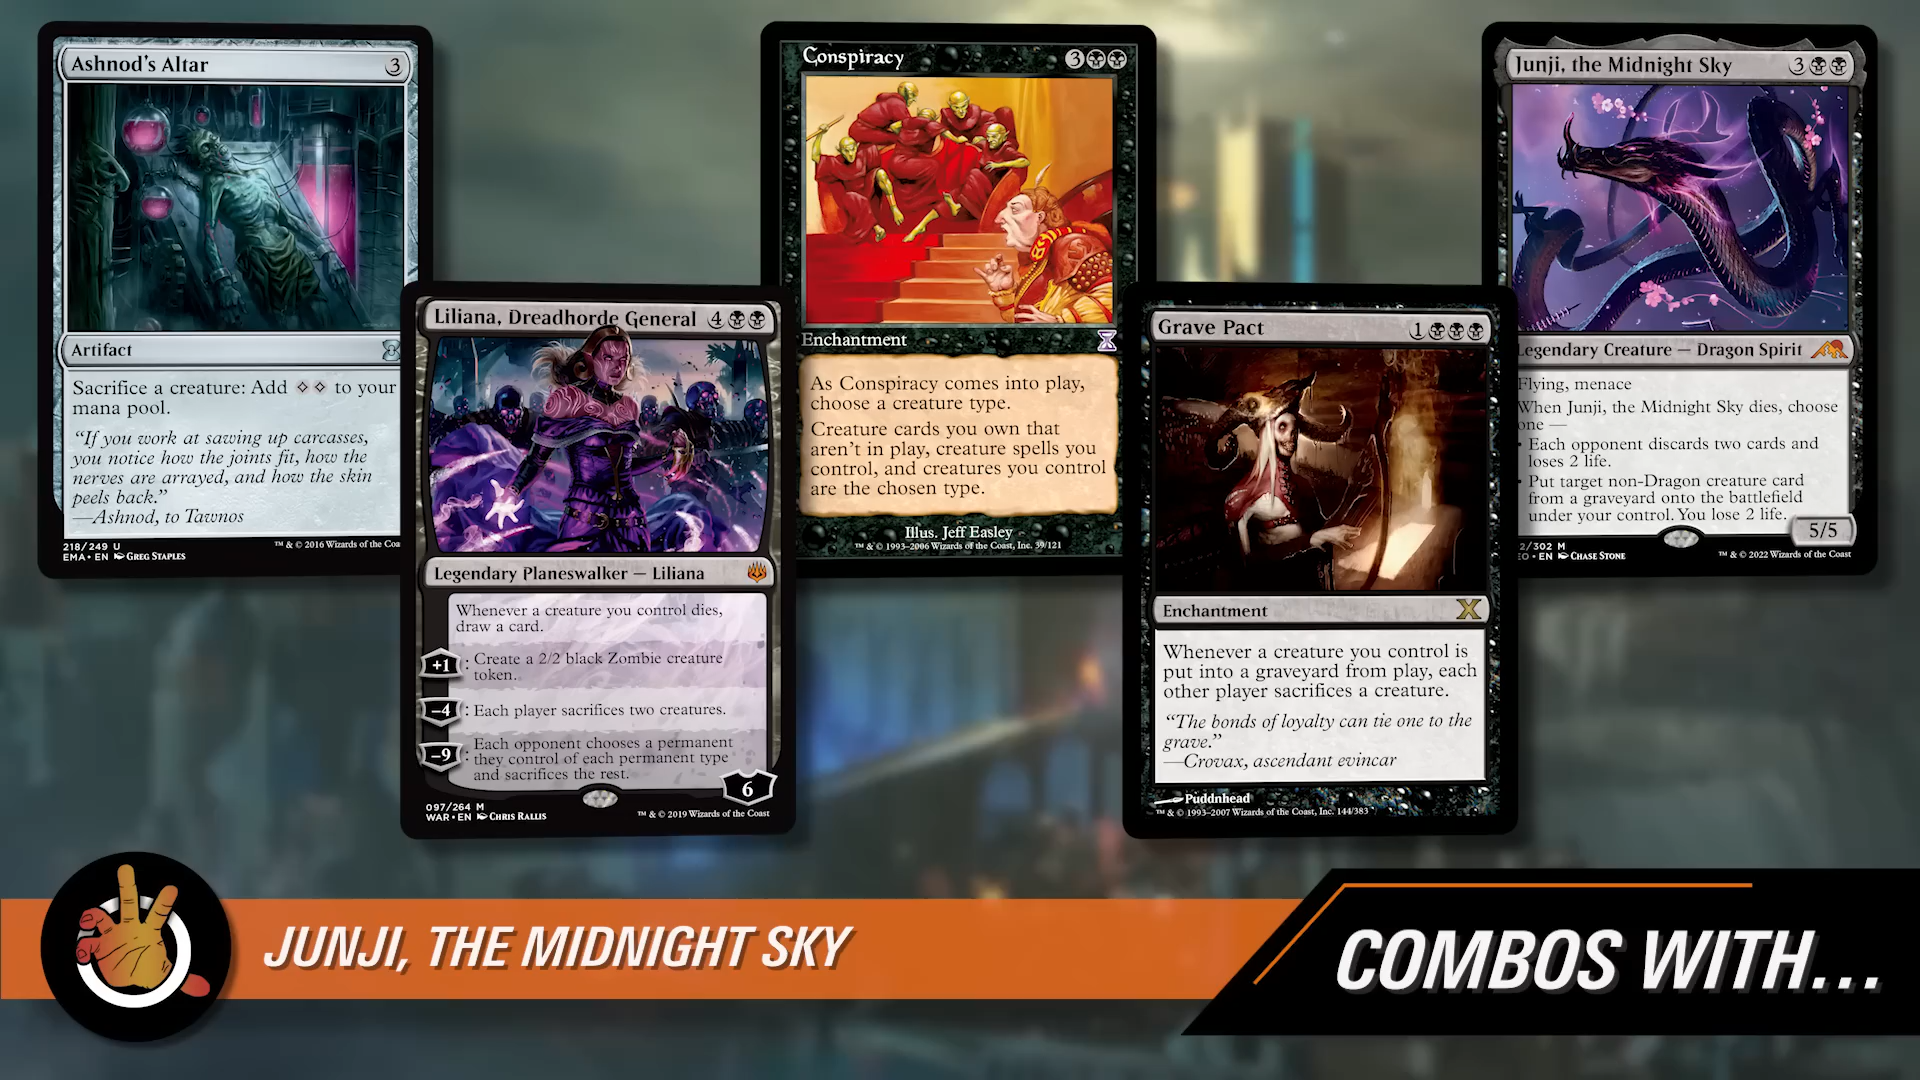 Ashnod's Altar 3
Artifact
Sacrifice a creature: Add ◇◇ to your
mana pool.
“If you work at sawing up carcasses,
you notice how the joints fit, how the
nerves are arrayed, and how the skin
peels back.”
—Ashnod, to Tawnos
218/249 U
EMA • EN Greg Staples
™ & © 2016 Wizards of the Coa
Liliana, Dreadhorde General 4
Legendary Planeswalker — Liliana
Whenever a creature you control dies,
draw a card.
+1: Create a 2/2 black Zombie creature
token.
−4: Each player sacrifices two creatures.
−9: Each opponent chooses a permanent
they control of each permanent type
and sacrifices the rest.
6
097/264 M
WAR • EN Chris Rallis
™ & © 2019 Wizards of the Coast
Conspiracy 3
Enchantment
As Conspiracy comes into play,
choose a creature type.
Creature cards you own that
aren't in play, creature spells you
control, and creatures you control
are the chosen type.
Illus. Jeff Easley
™ & © 1993–2006 Wizards of the Coast, Inc. 39/121
Grave Pact 1
Enchantment
Whenever a creature you control is
put into a graveyard from play, each
other player sacrifices a creature.
“The bonds of loyalty can tie one to the
grave.”
—Crovax, ascendant evincar
Puddnhead
™ & © 1993–2007 Wizards of the Coast, Inc. 144/383
Junji, the Midnight Sky 3
Legendary Creature — Dragon Spirit
Flying, menace
When Junji, the Midnight Sky dies, choose
one —
• Each opponent discards two cards and
loses 2 life.
• Put target non-Dragon creature card
from a graveyard onto the battlefield
under your control. You lose 2 life.
5/5
2/302 M
EO • EN Chase Stone
™ & © 2022 Wizards of the Coast
JUNJI, THE MIDNIGHT SKY
COMBOS WITH...